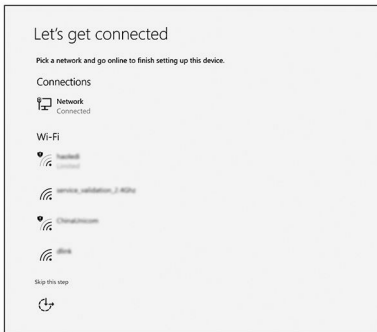 Let's get connected
Pick a network and go online to finish setting up this device.
Connections
Network
Connected
Wi-Fi
Limited
service_validation_2.4Ghz
ChinaUnicom
dlink
Skip this step